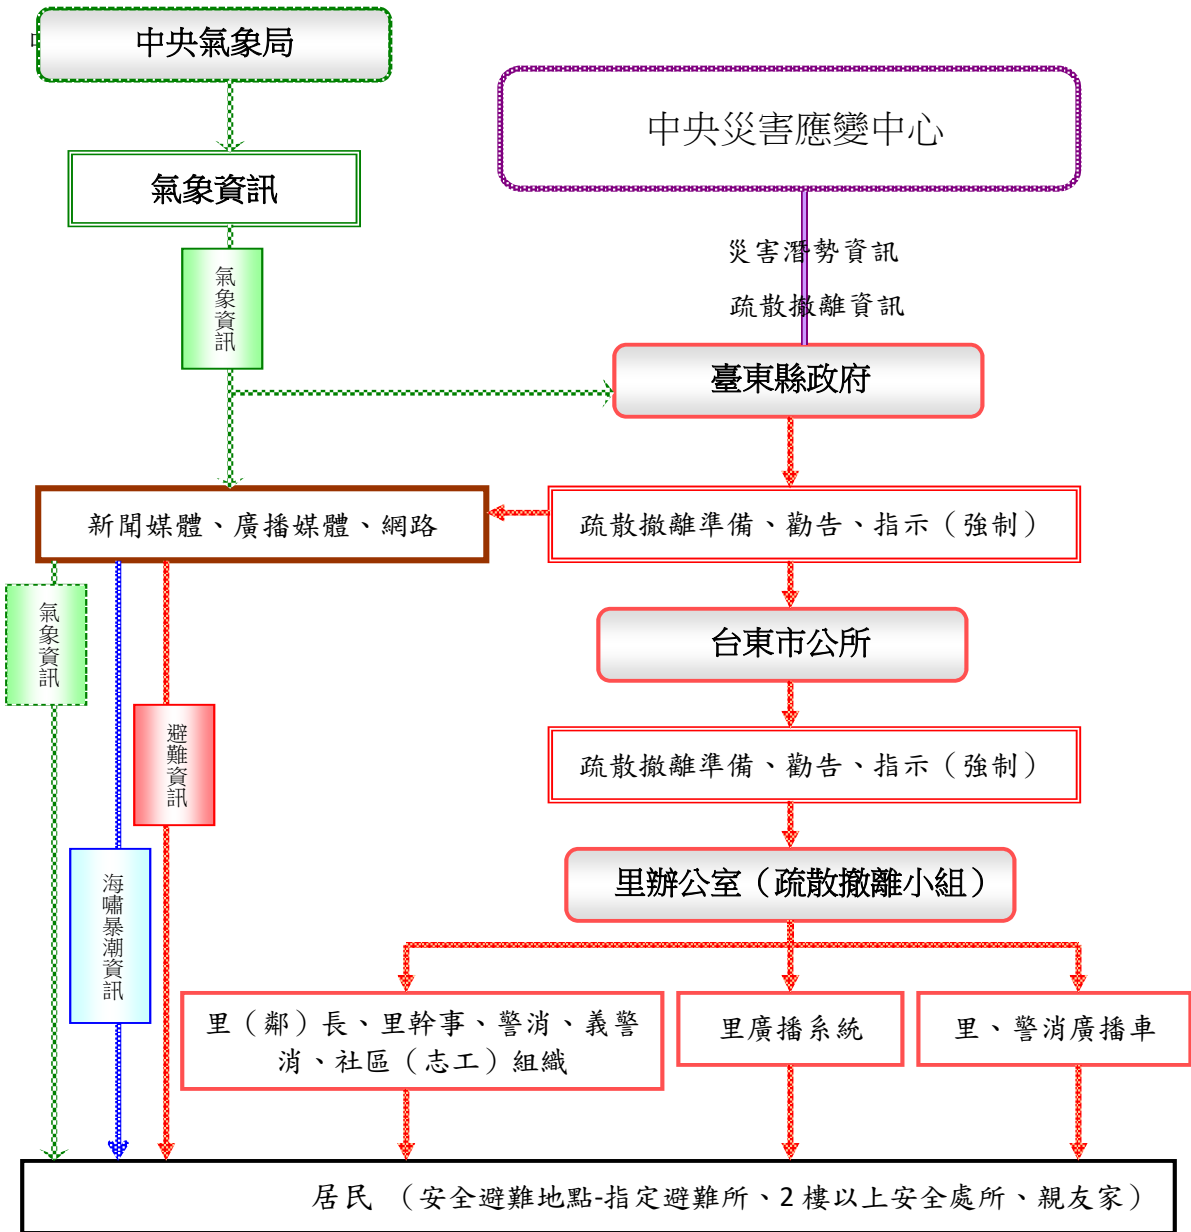 中央氣象局
中央災害應變中心
氣象資訊
災害潛勢資訊
氣象資訊
疏散撤離資訊
臺東縣政府
新聞媒體、廣播媒體、網路
疏散撤離準備、勸告、指示（強制）
氣象資訊
台東市公所
避難資訊
疏散撤離準備、勸告、指示（強制）
海嘯暴潮資訊
里辦公室（疏散撤離小組）
里（鄰）長、里幹事、警消、義警
消、社區（志工）組織
里廣播系統
里、警消廣播車
居民 （安全避難地點-指定避難所、2 樓以上安全處所、親友家）